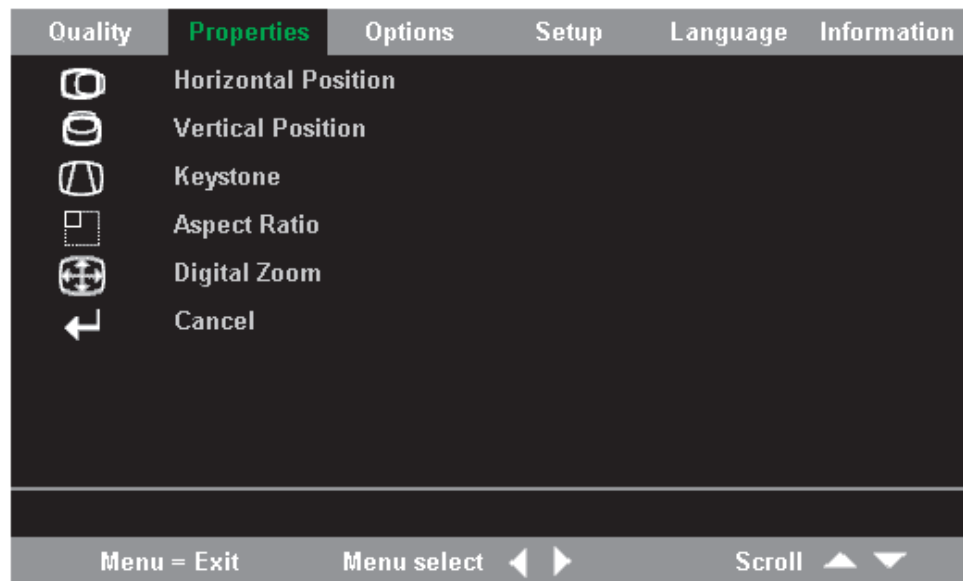 Quality Properties Options Setup Language Information
Horizontal Position
Vertical Position
Keystone
Aspect Ratio
Digital Zoom
Cancel
Menu = Exit Menu select Scroll